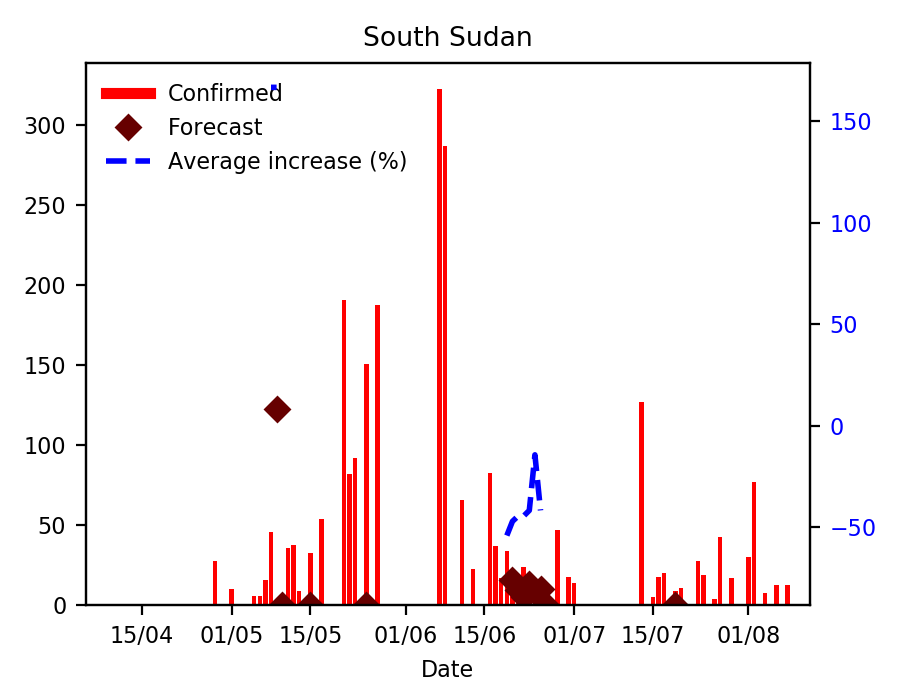 South Sudan
Confirmed
Forecast
Average increase (%)
300
250
200
150
100
50
0
150
100
50
0
−50
15/04 01/05 15/05 01/06 15/06 01/07 15/07 01/08
Date